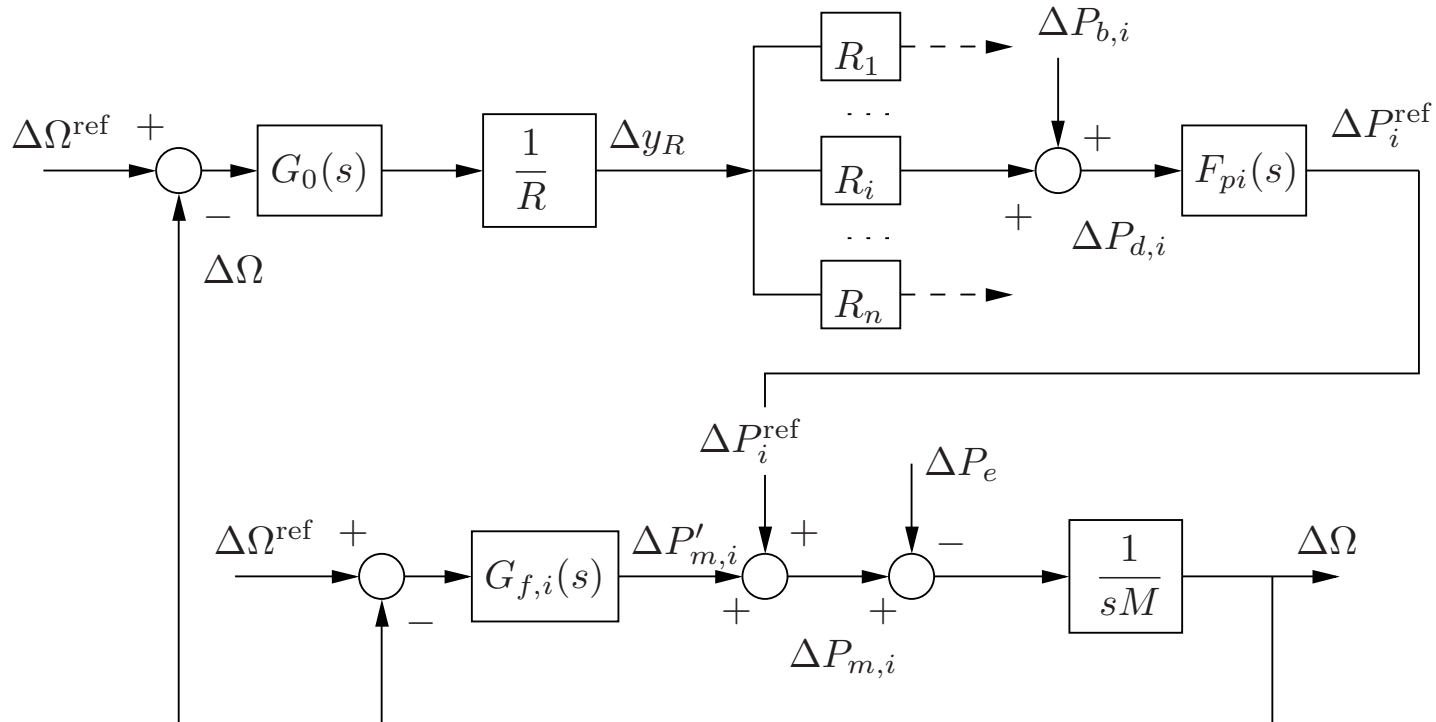 R_1
ΔP_{b,i}
ΔΩ^{ref} + − G_0(s) 1/R Δy_R
. . .
R_i + + F_{pi}(s) ΔP_i^{ref}
ΔP_{d,i}
. . .
ΔΩ
R_n
ΔP_i^{ref}
ΔP_e
ΔΩ^{ref} + − G_{f,i}(s) ΔP'_{m,i} + + + − 1/sM ΔΩ
ΔP_{m,i}